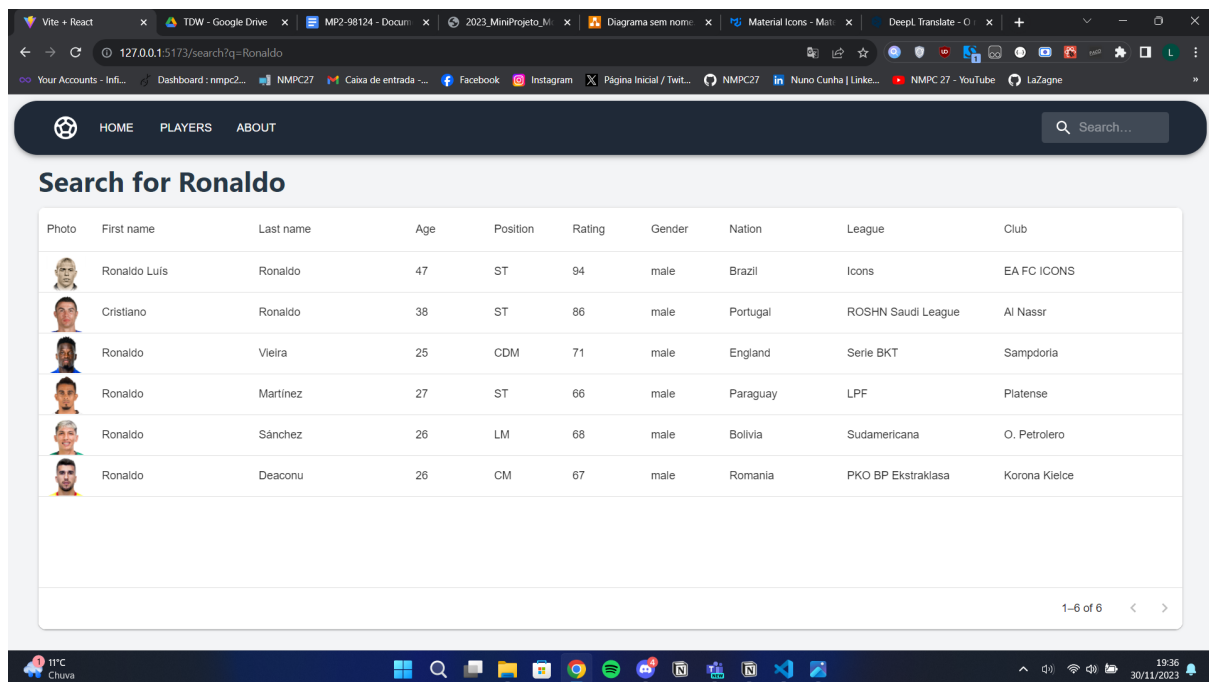 Vite + React TDW - Google Drive MP2-98124 - Docum 2023_MiniProjeto_Mc Diagrama sem nome. Material Icons - Mat DeepL Translate - O
127.0.0.1:5173/search?q=Ronaldo
Your Accounts - Infi... Dashboard : nmpc2... NMPC27 Caixa de entrada -... Facebook Instagram Página Inicial / Twit... NMPC27 Nuno Cunha | Linke... NMPC 27 - YouTube LaZagne »
HOME PLAYERS ABOUT Search...
Search for Ronaldo
Photo First name Last name Age Position Rating Gender Nation League Club
Ronaldo Luís Ronaldo 47 ST 94 male Brazil Icons EA FC ICONS
Cristiano Ronaldo 38 ST 86 male Portugal ROSHN Saudi League Al Nassr
Ronaldo Vieira 25 CDM 71 male England Serie BKT Sampdoria
Ronaldo Martínez 27 ST 66 male Paraguay LPF Platense
Ronaldo Sánchez 26 LM 68 male Bolivia Sudamericana O. Petrolero
Ronaldo Deaconu 26 CM 67 male Romania PKO BP Ekstraklasa Korona Kielce
1–6 of 6
1 11°C 4 19:36
Chuva 30/11/2023